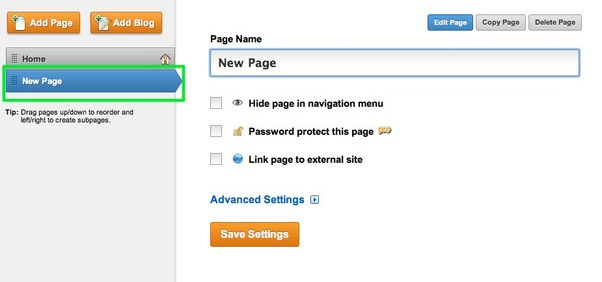 Add Page
Add Blog
Home
New Page
Tip: Drag pages up/down to reorder and
left/right to create subpages.
Edit Page
Copy Page
Delete Page
Page Name
New Page
Hide page in navigation menu
Password protect this page
Link page to external site
Advanced Settings
Save Settings